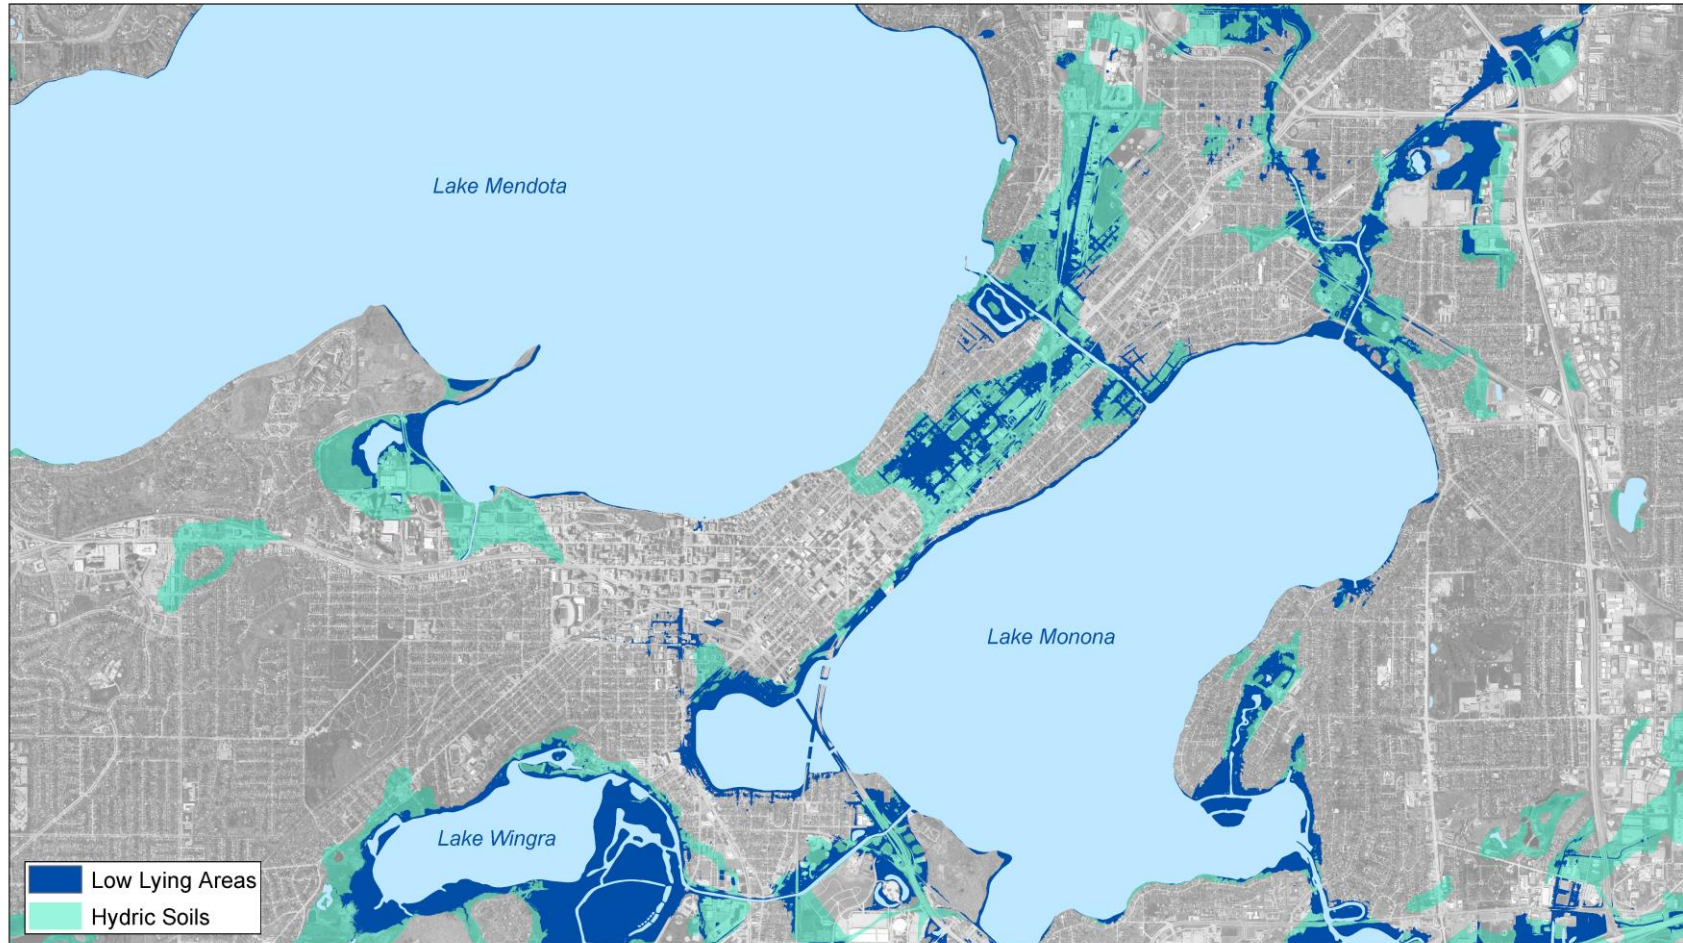 Lake Mendota
Lake Monona
Lake Wingra
Low Lying Areas
Hydric Soils